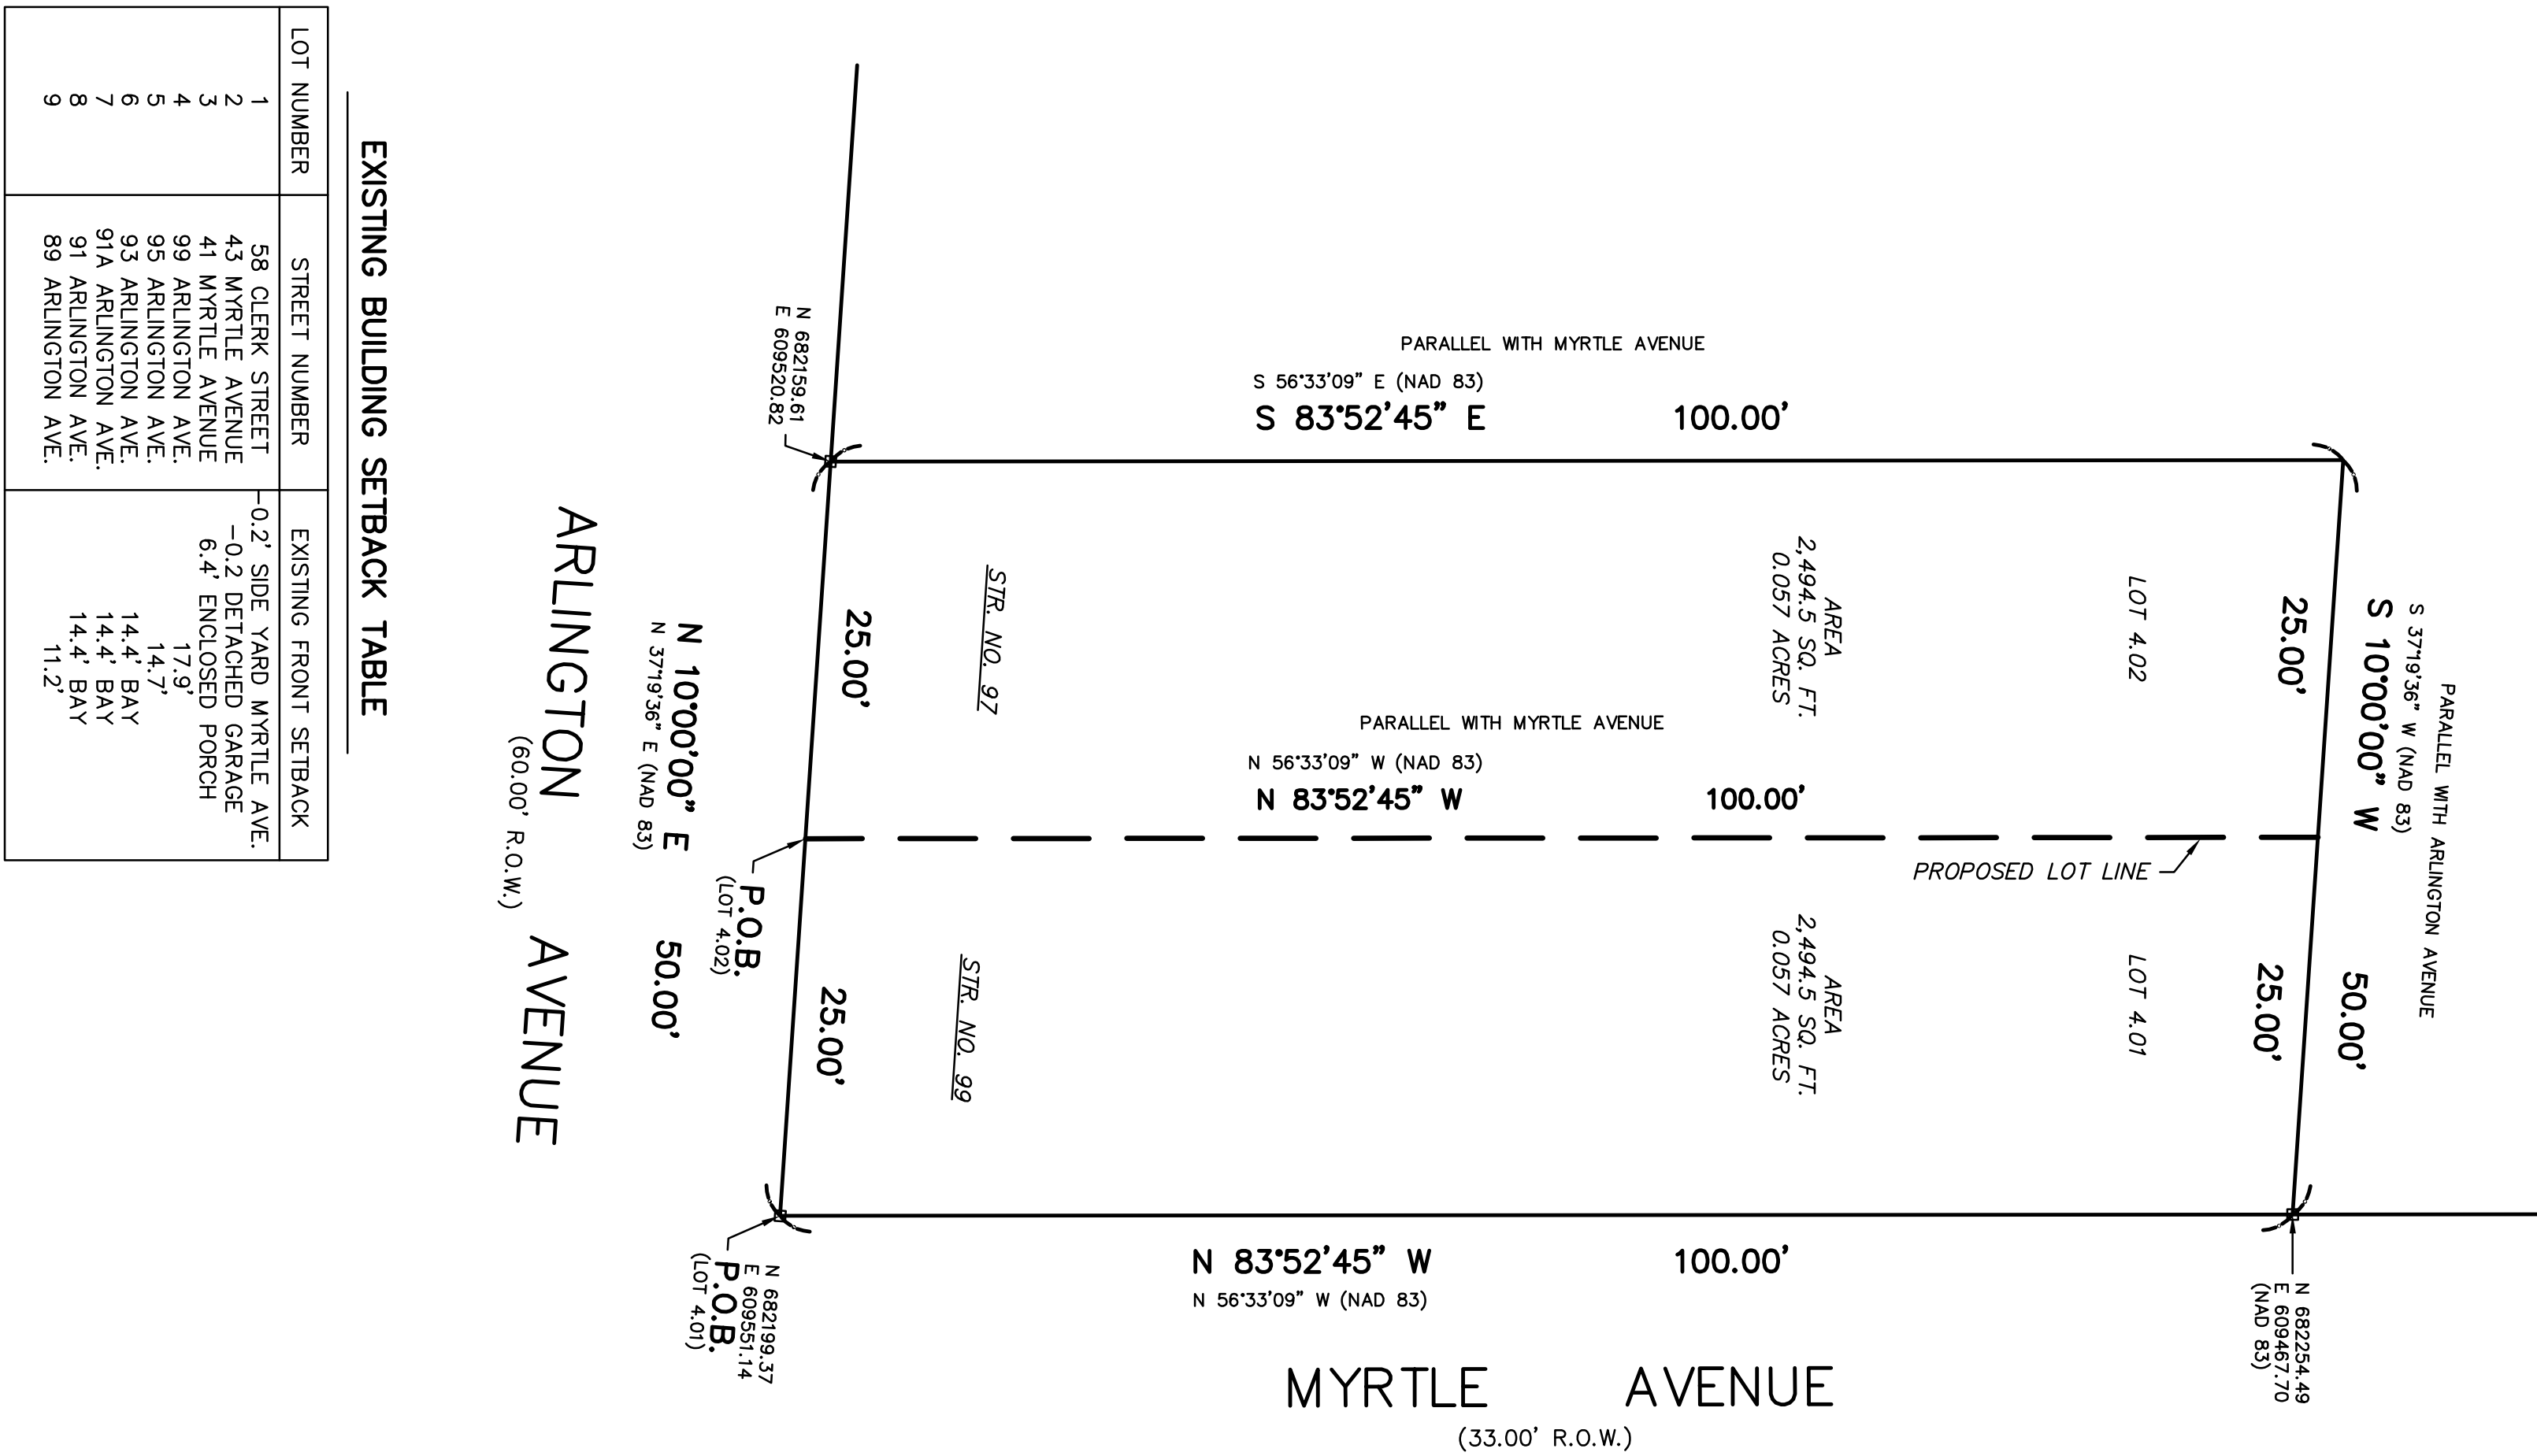 PARALLEL WITH MYRTLE AVENUE
S 56°33'09" E (NAD 83)
S 83°52'45" E 100.00'
N 682159.61
E 609520.82
PARALLEL WITH ARLINGTON AVENUE
S 37°19'36" W (NAD 83)
S 10°00'00" W 50.00'
25.00'
25.00'
LOT 4.02
AREA
2,494.5 SQ. FT.
0.057 ACRES
STR. NO. 97
25.00'
PARALLEL WITH MYRTLE AVENUE
N 56°33'09" W (NAD 83)
N 83°52'45" W 100.00'
PROPOSED LOT LINE
LOT 4.01
AREA
2,494.5 SQ. FT.
0.057 ACRES
STR. NO. 99
25.00'
P.O.B.
(LOT 4.02)
N 10°00'00" E 50.00'
N 37°19'36" E (NAD 83)
ARLINGTON AVENUE
(60.00' R.O.W.)
N 682199.37
E 609551.14
P.O.B.
(LOT 4.01)
N 83°52'45" W 100.00'
N 56°33'09" W (NAD 83)
N 682254.49
E 609467.70
(NAD 83)
MYRTLE AVENUE
(33.00' R.O.W.)
EXISTING BUILDING SETBACK TABLE
LOT NUMBER STREET NUMBER EXISTING FRONT SETBACK
1 58 CLERK STREET -0.2' SIDE YARD MYRTLE AVE.
2 43 MYRTLE AVENUE -0.2 DETACHED GARAGE
3 41 MYRTLE AVENUE 6.4' ENCLOSED PORCH
4 99 ARLINGTON AVE. 17.9'
5 95 ARLINGTON AVE. 14.7'
6 93 ARLINGTON AVE. 14.4' BAY
7 91A ARLINGTON AVE. 14.4' BAY
8 91 ARLINGTON AVE. 14.4' BAY
9 89 ARLINGTON AVE. 11.2'